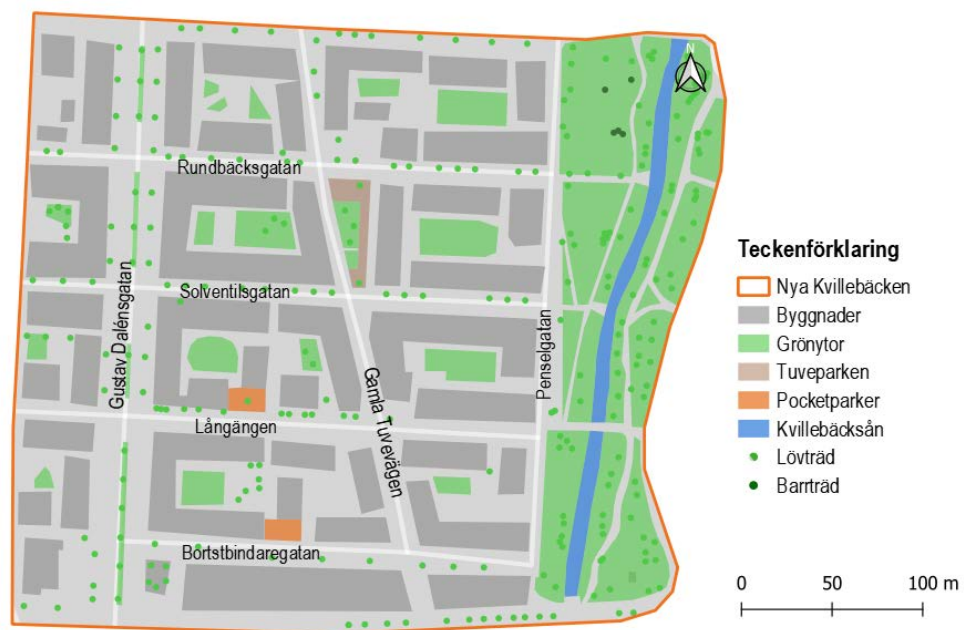 N
Rundbäcksgatan
Solventilsgatan
Gustav Dalénsgatan
Penselgatan
Gamla Tuvevägen
Långängen
Börstbindaregatan
Teckenförklaring
Nya Kvillebäcken
Byggnader
Grönytor
Tuveparken
Pocketparker
Kvillebäcksån
Lövträd
Barrträd
0 50 100 m